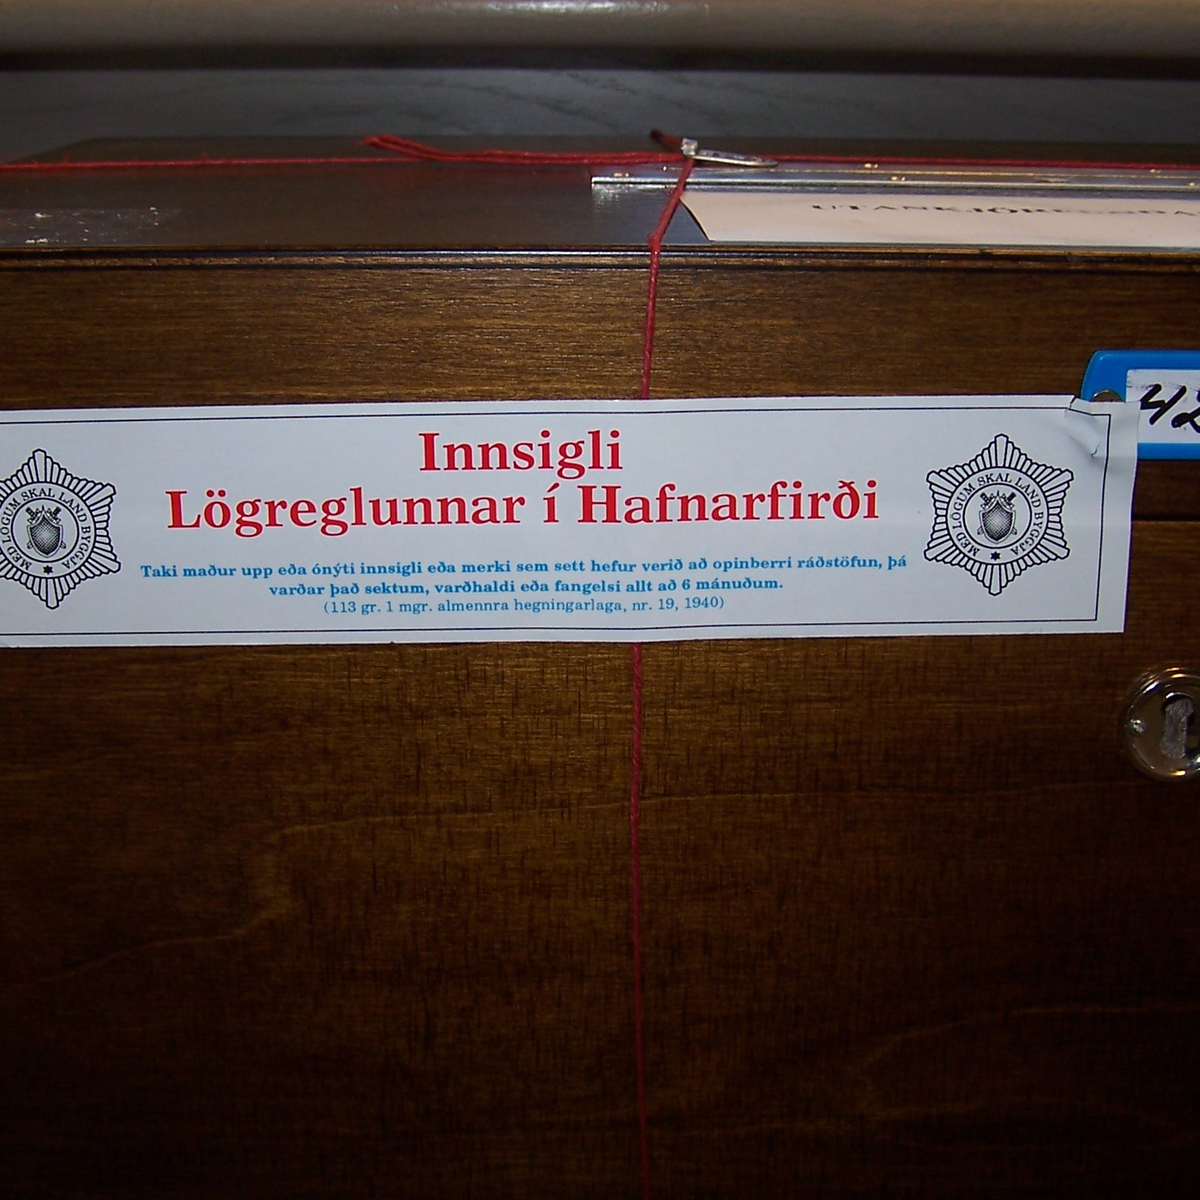 Innsigli
Lögreglunnar í Hafnarfirði
Taki maður upp eða ónýti innsigli eða merki sem sett hefur verið að opinberri ráðstöfun, þá
varðar það sektum, varðhaldi eða fangelsi allt að 6 mánuðum.
(113 gr. 1 mgr. almennra hegningarlaga, nr. 19, 1940)
MEÐ LÖGUM SKAL LAND BYGGJA
MEÐ LÖGUM SKAL LAND BYGGJA